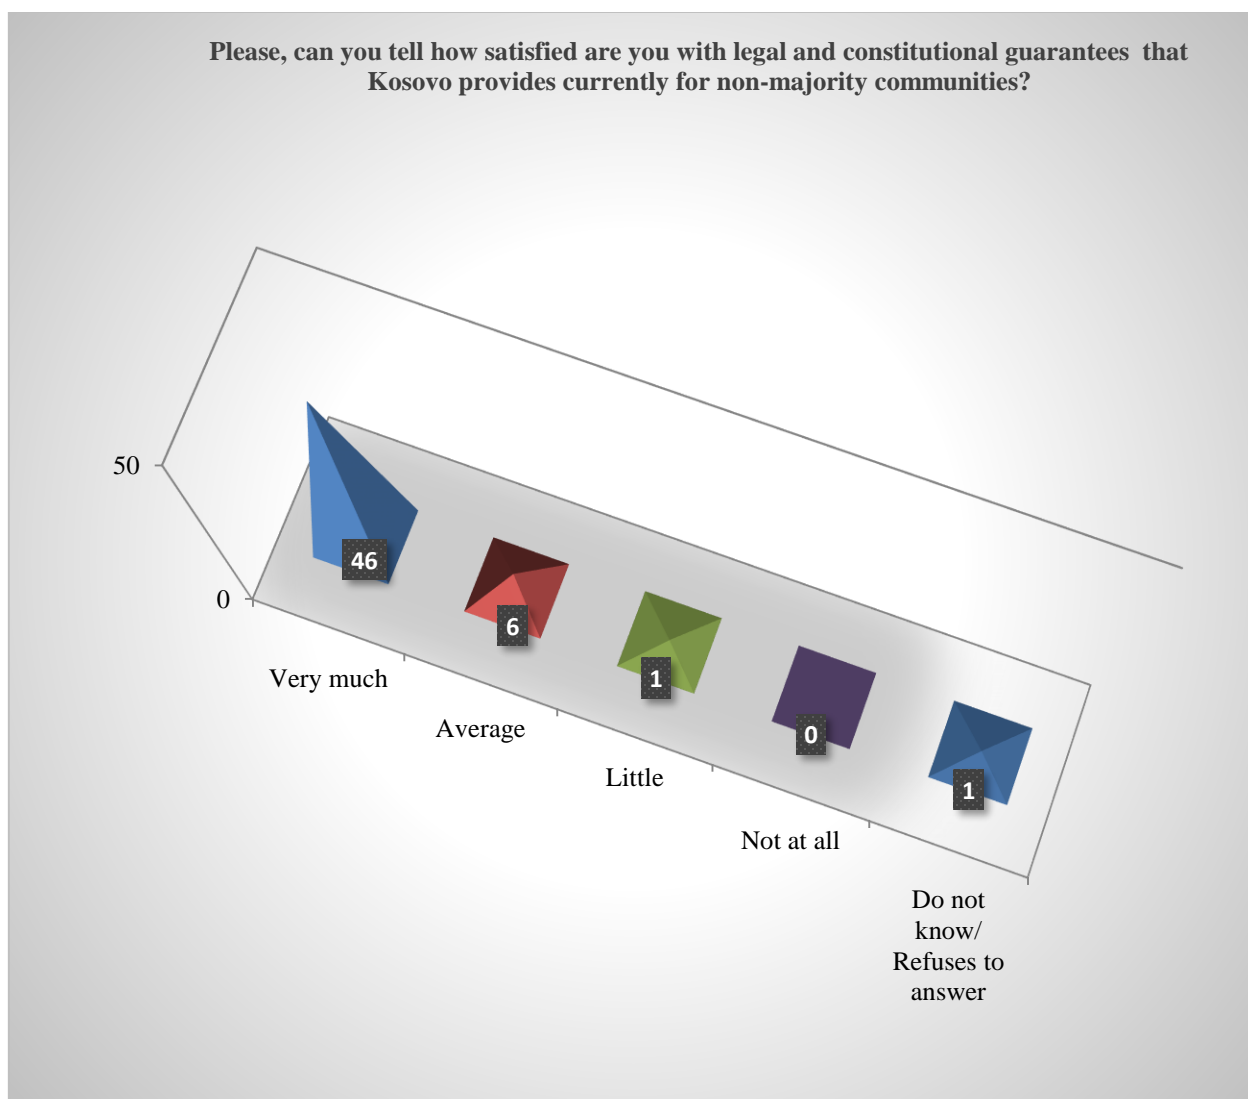 Please, can you tell how satisfied are you with legal and constitutional guarantees  that
Kosovo provides currently for non-majority communities?
50
0
46
6
1
0
1
Very much
Average
Little
Not at all
Do not
know/
Refuses to
answer